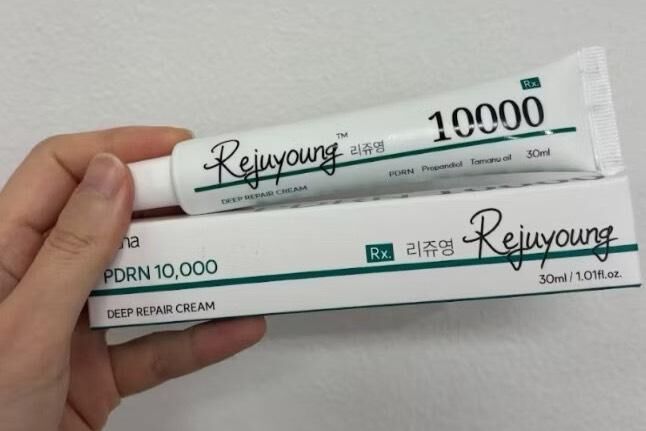 Rx.
10000
Rejuyoung™ 리쥬영
PDRN Propandiol Tamanu oil 30ml
DEEP REPAIR CREAM
PDRN 10,000
Rx. 리쥬영 Rejuyoung
30ml / 1.01fl.oz.
DEEP REPAIR CREAM